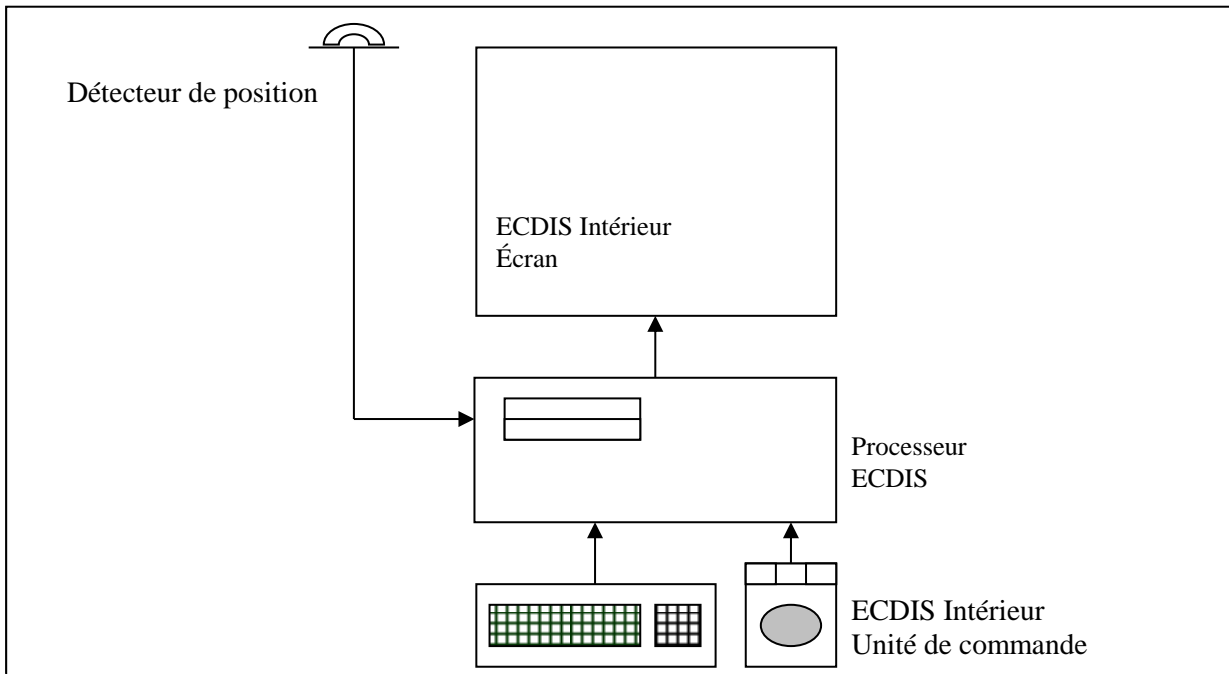 Détecteur de position
ECDIS Intérieur
Écran
Processeur
ECDIS
ECDIS Intérieur
Unité de commande